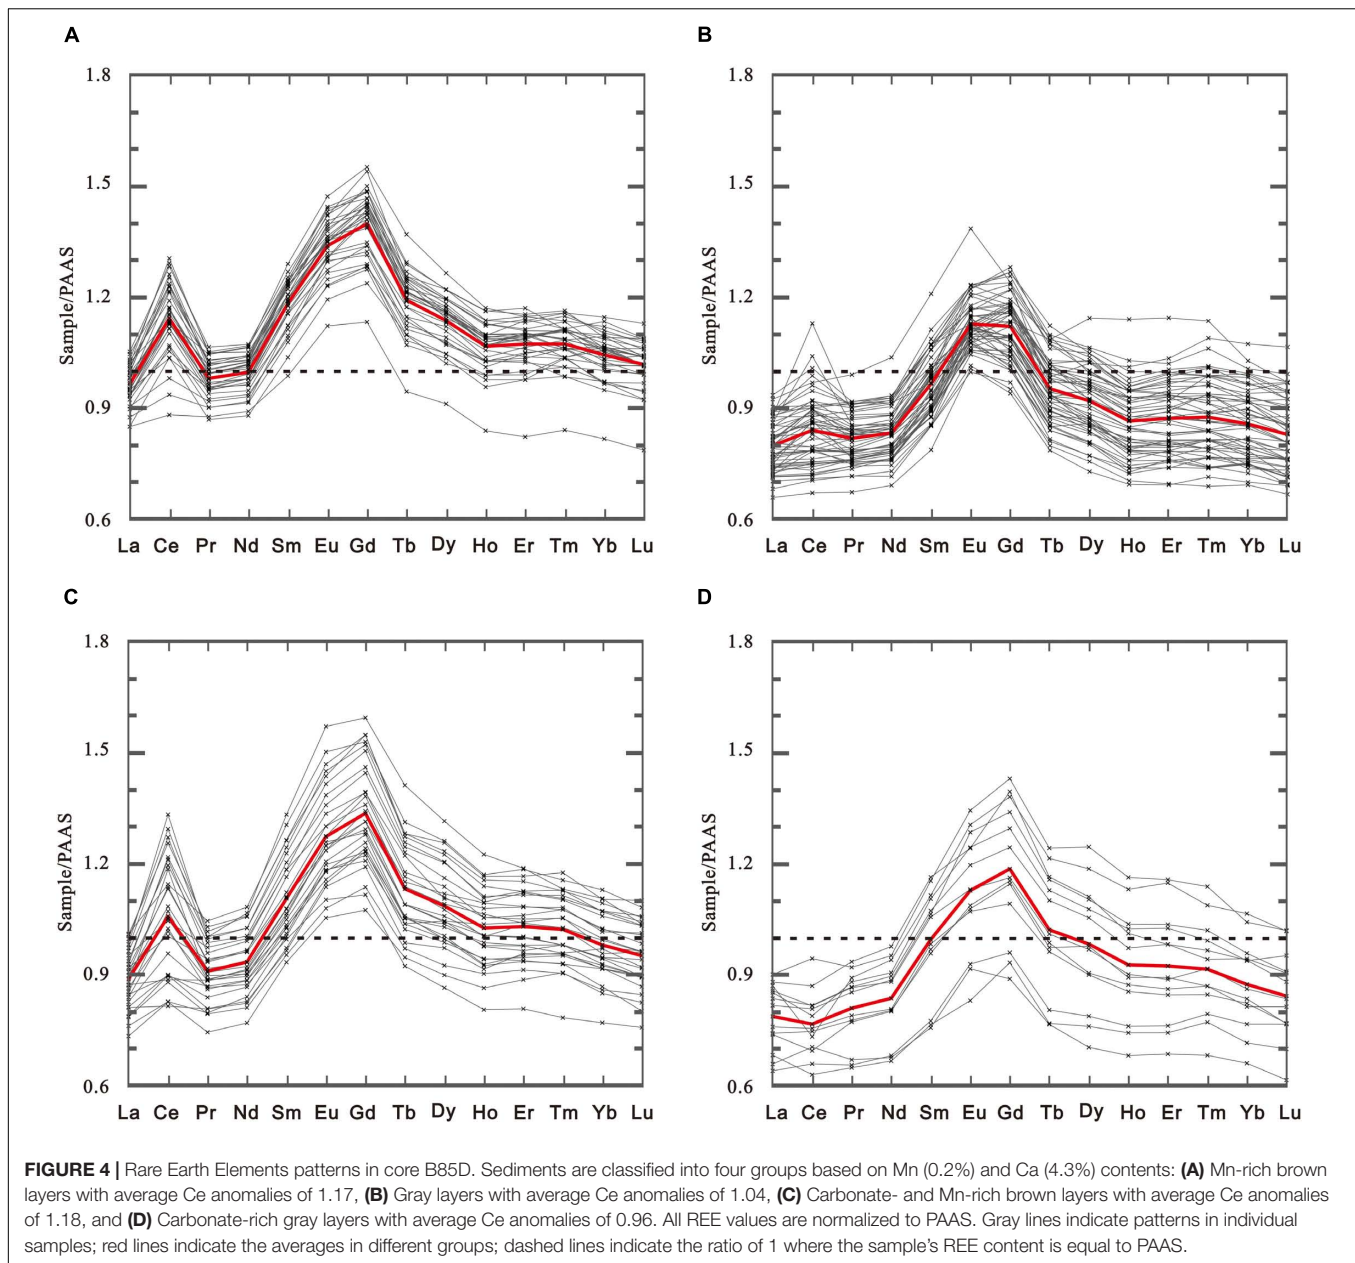 A
B
1.8
1.5
1.2
0.9
0.6
Sample/PAAS
La Ce Pr Nd Sm Eu Gd Tb Dy Ho Er Tm Yb Lu
1.8
1.5
1.2
0.9
0.6
Sample/PAAS
La Ce Pr Nd Sm Eu Gd Tb Dy Ho Er Tm Yb Lu
C
D
1.8
1.5
1.2
0.9
0.6
Sample/PAAS
La Ce Pr Nd Sm Eu Gd Tb Dy Ho Er Tm Yb Lu
1.8
1.5
1.2
0.9
0.6
Sample/PAAS
La Ce Pr Nd Sm Eu Gd Tb Dy Ho Er Tm Yb Lu
FIGURE 4 | Rare Earth Elements patterns in core B85D. Sediments are classified into four groups based on Mn (0.2%) and Ca (4.3%) contents: (A) Mn-rich brown
layers with average Ce anomalies of 1.17, (B) Gray layers with average Ce anomalies of 1.04, (C) Carbonate- and Mn-rich brown layers with average Ce anomalies
of 1.18, and (D) Carbonate-rich gray layers with average Ce anomalies of 0.96. All REE values are normalized to PAAS. Gray lines indicate patterns in individual
samples; red lines indicate the averages in different groups; dashed lines indicate the ratio of 1 where the sample's REE content is equal to PAAS.